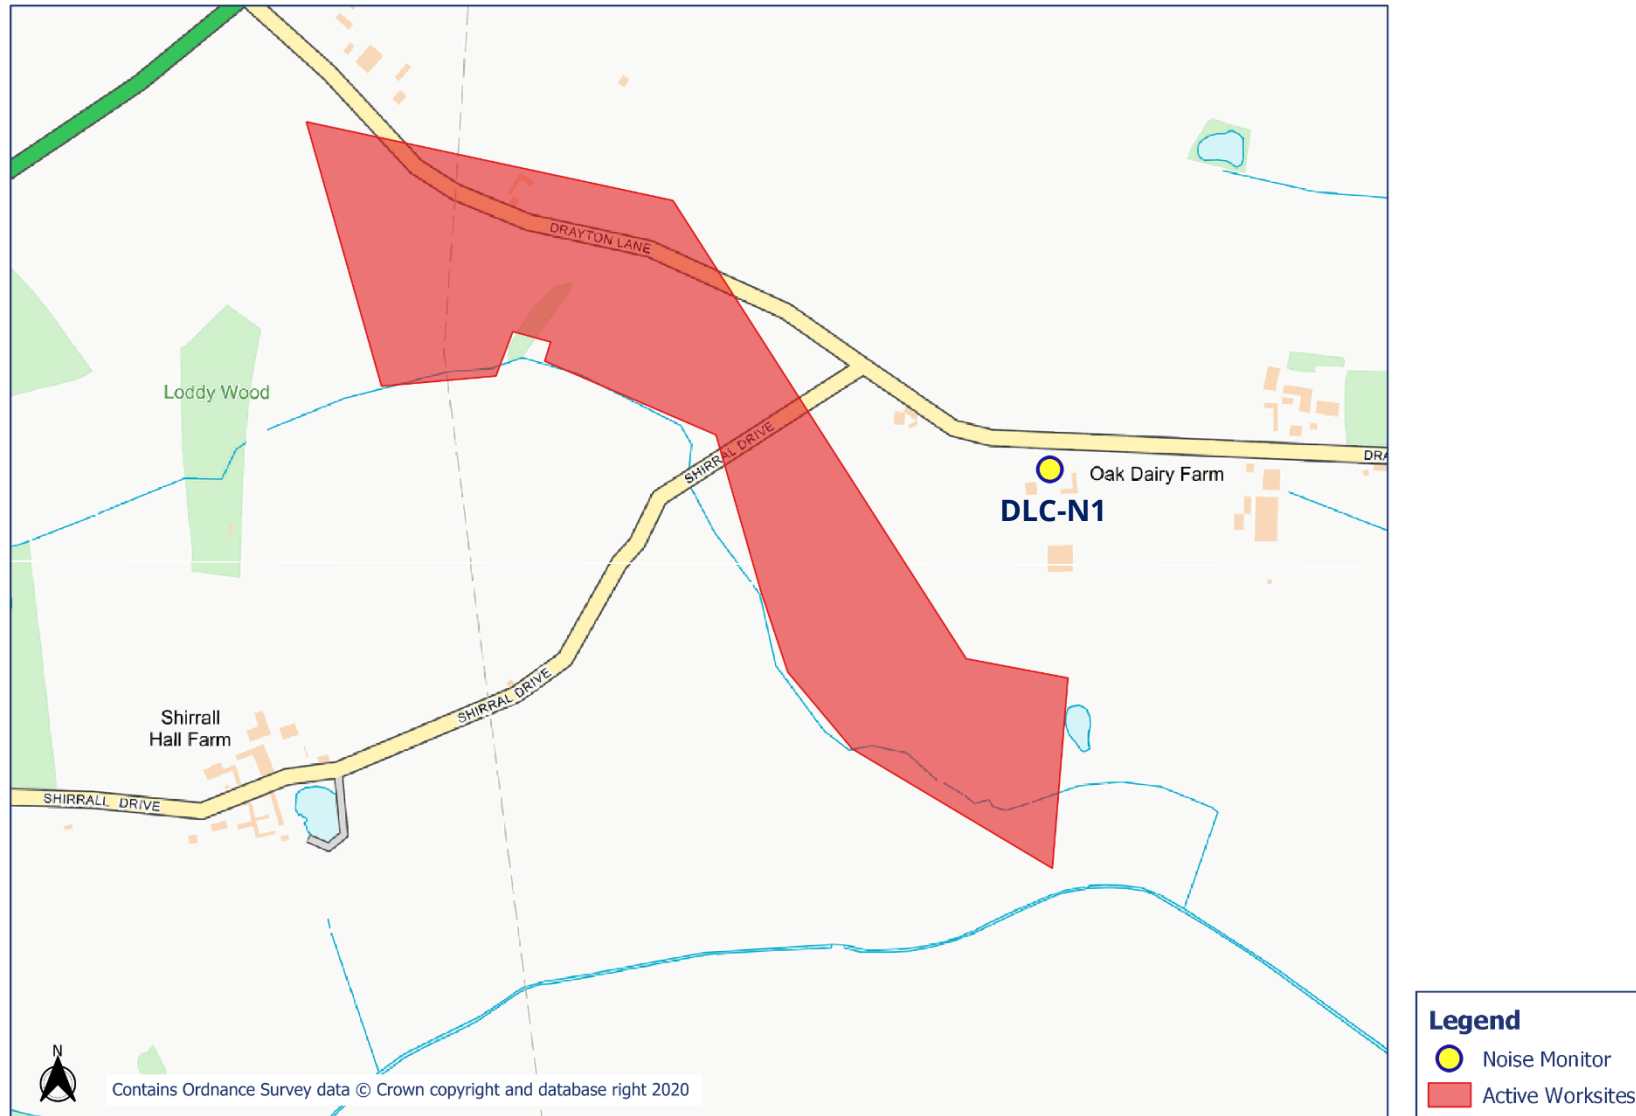 DRAYTON LANE
Loddy Wood
SHIRRAL DRIVE
Oak Dairy Farm
DRA
DLC-N1
SHIRRAL DRIVE
Shirrall
Hall Farm
SHIRRALL DRIVE
N
Contains Ordnance Survey data © Crown copyright and database right 2020
Legend
Noise Monitor
Active Worksites